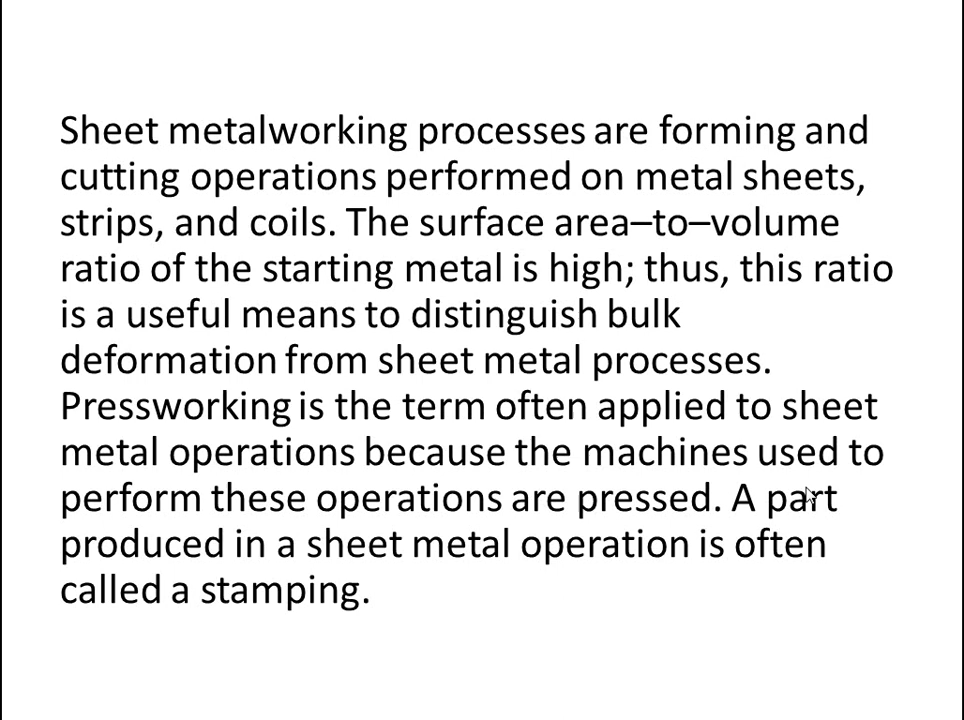 Sheet metalworking processes are forming and
cutting operations performed on metal sheets,
strips, and coils. The surface area–to–volume
ratio of the starting metal is high; thus, this ratio
is a useful means to distinguish bulk
deformation from sheet metal processes.
Pressworking is the term often applied to sheet
metal operations because the machines used to
perform these operations are pressed. A part
produced in a sheet metal operation is often
called a stamping.